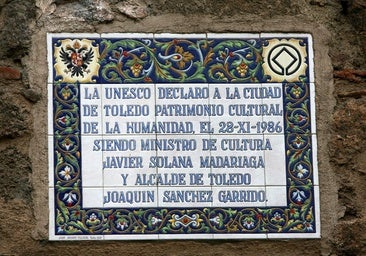 LA UNESCO DECLARO A LA CIUDAD
DE TOLEDO PATRIMONIO CULTURAL
DE LA HUMANIDAD, EL 28-XI-1986
SIENDO MINISTRO DE CULTURA
JAVIER SOLANA MADARIAGA
Y ALCALDE DE TOLEDO
JOAQUIN SANCHEZ GARRIDO.